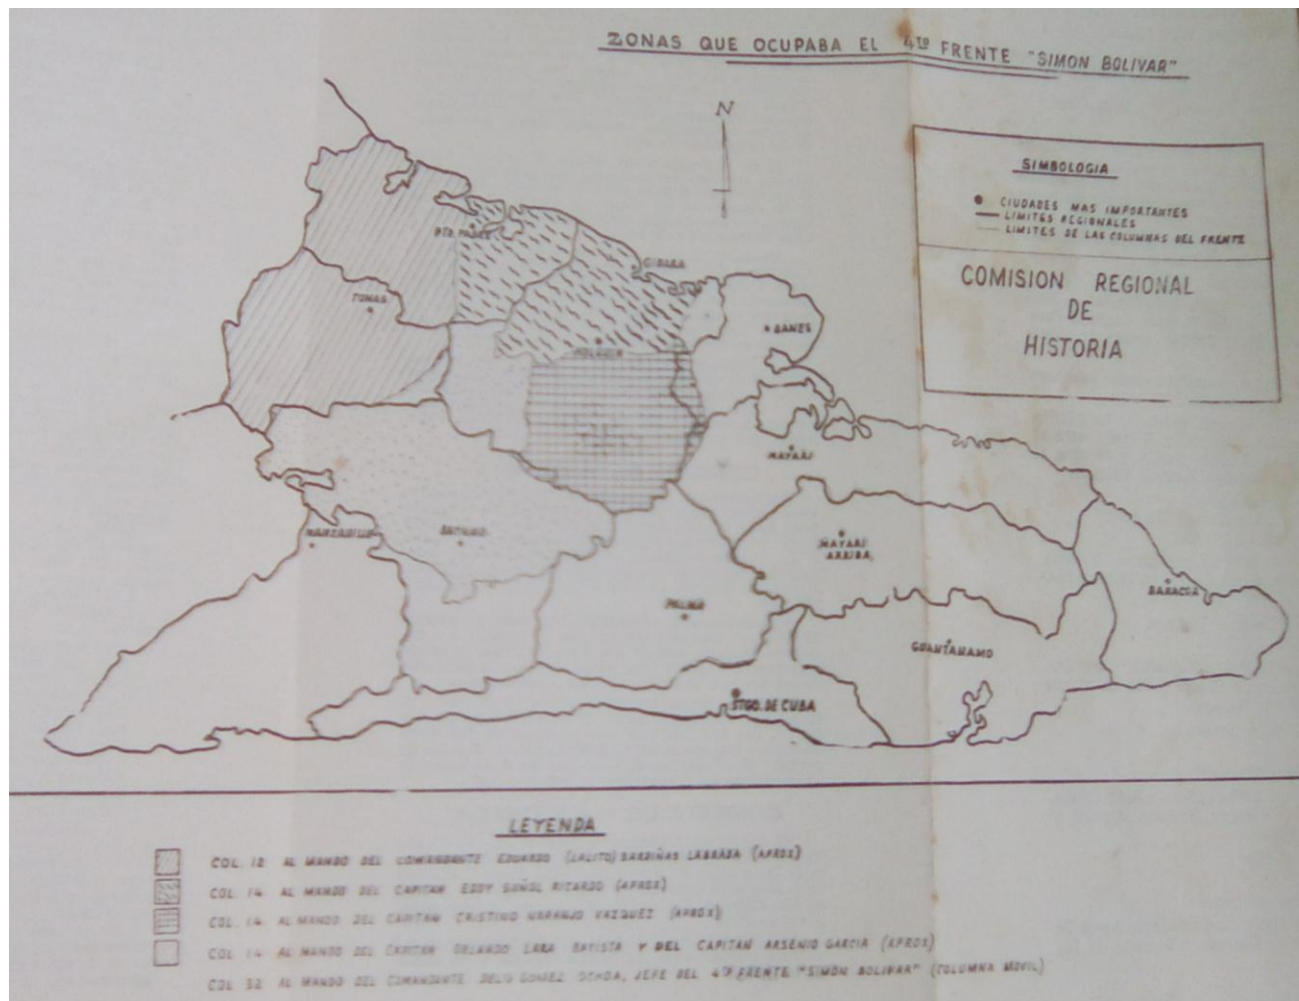 ZONAS QUE OCUPABA EL 4TO FRENTE "SIMON BOLIVAR"
N
SIMBOLOGIA
CIUDADES MAS IMPORTANTES
LIMITES REGIONALES
LIMITES DE LAS COLUMNAS DEL FRENTE
COMISION REGIONAL
DE
HISTORIA
PTO. PADRE
GIBARA
TUNAS
BANES
HOLGUIN
MAYARI
MANZANILLO
BAYAMO
MAYARI
ARRIBA
BARACOA
PALMA
GUANTANAMO
STGO. DE CUBA
LEYENDA
COL. 12 AL MANDO DEL COMANDANTE EDUARDO (LALITO) SARDIÑAS LABRADA (APROX)
COL. 14 AL MANDO DEL CAPITAN EDDY SUÑOL RICARDO (APROX)
COL. 14 AL MANDO DEL CAPITAN CRISTINO NARANJO VAZQUEZ (APROX)
COL. 14 AL MANDO DEL CAPITAN ORLANDO LARA BATISTA Y DEL CAPITAN ARSENIO GARCIA (APROX)
COL 32 AL MANDO DEL COMANDANTE DELIO GOMEZ OCHOA, JEFE DEL 4TO FRENTE "SIMON BOLIVAR" (COLUMNA MOVIL)